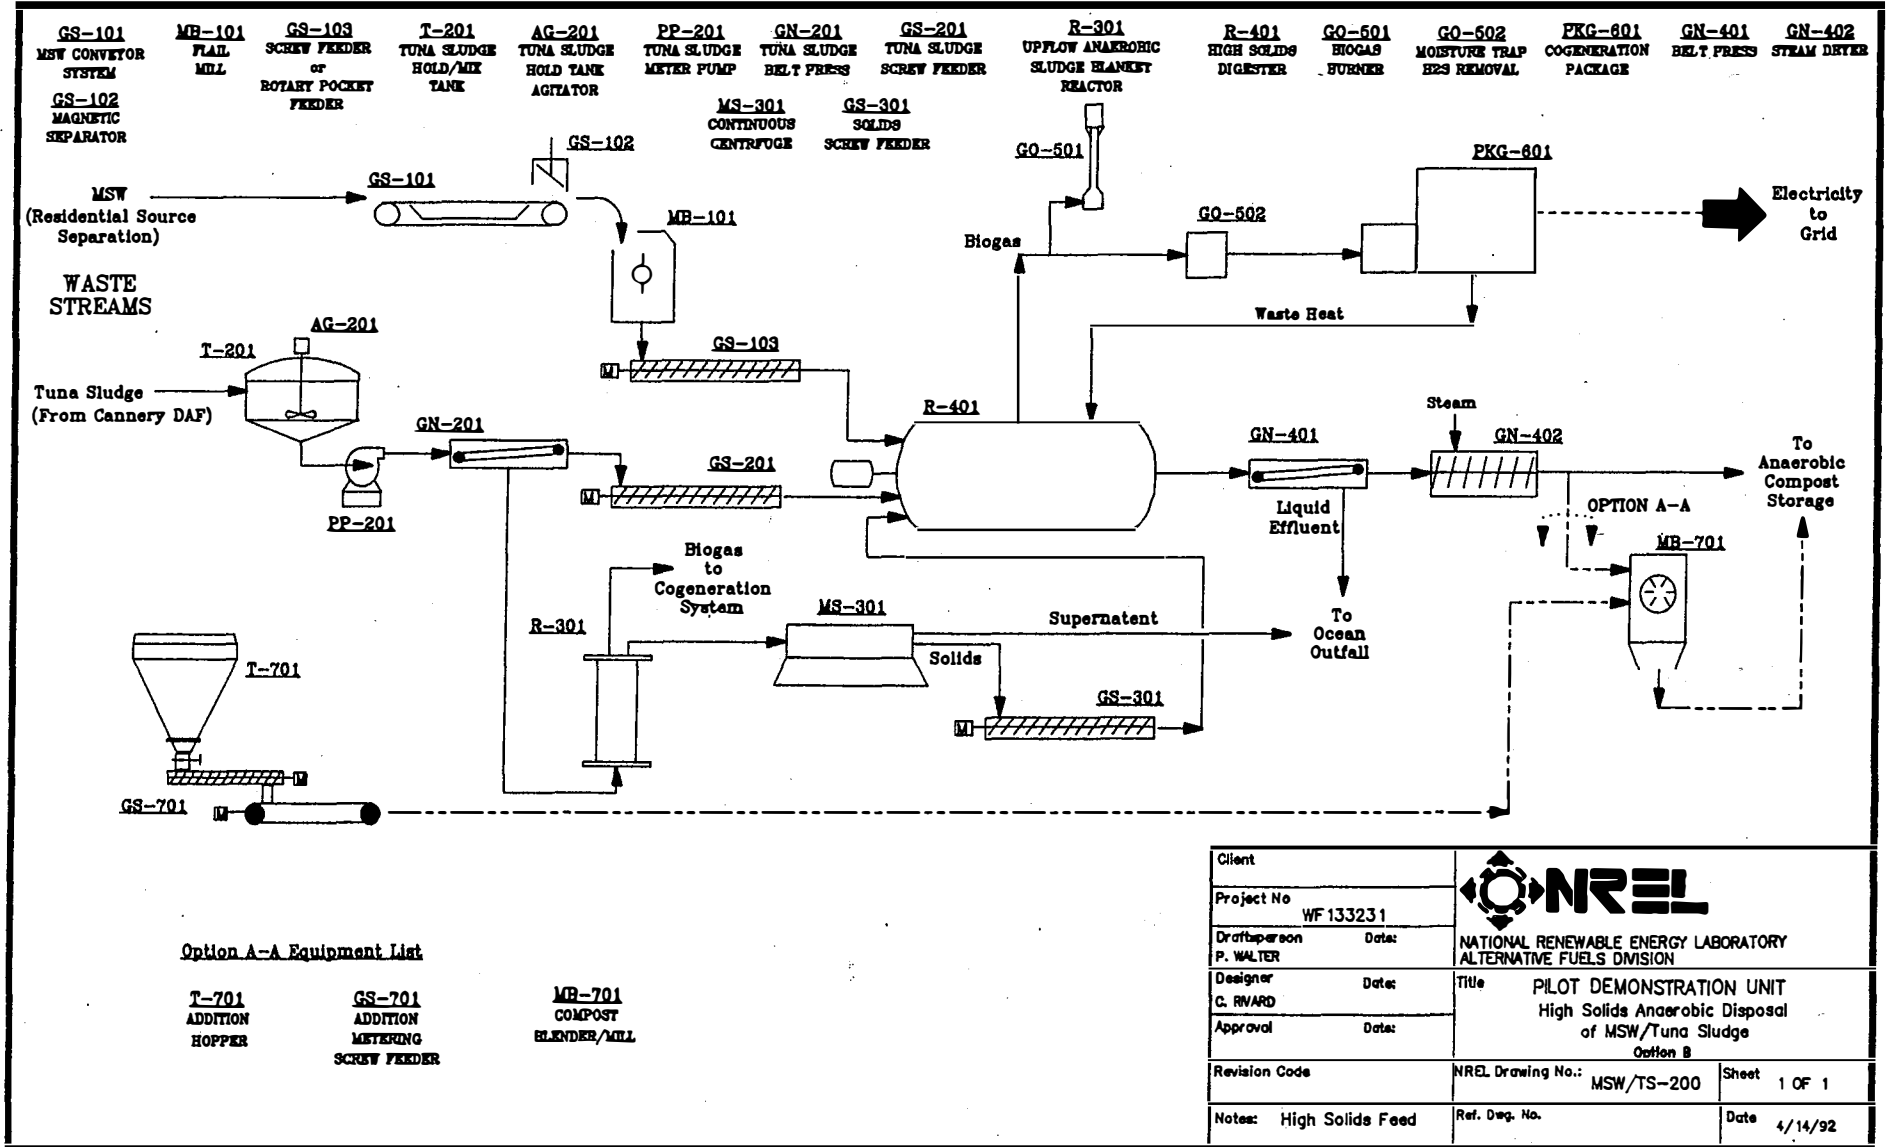 GS-101
MSW CONVEYOR
SYSTEM
GS-102
MAGNETIC
SEPARATOR
MB-101
FLAIL
MILL
GS-103
SCREW FEEDER
or
ROTARY POCKET
FEEDER
T-201
TUNA SLUDGE
HOLD/MIX
TANK
AG-201
TUNA SLUDGE
HOLD TANK
AGITATOR
PP-201
TUNA SLUDGE
METER PUMP
GN-201
TUNA SLUDGE
BELT PRESS
GS-201
TUNA SLUDGE
SCREW FEEDER
MS-301
CONTINUOUS
CENTRFUGE
GS-301
SOLIDS
SCREW FEEDER
R-301
UPFLOW ANAEROBIC
SLUDGE BLANKET
REACTOR
R-401
HIGH SOLIDS
DIGESTER
GO-501
BIOGAS
BURNER
GO-502
MOISTURE TRAP
H2S REMOVAL
PKG-601
COGENERATION
PACKAGE
GN-401
BELT PRESS
GN-402
STEAM DRYER
GS-102
GS-101
MSW
(Residential Source
Separation)
MB-101
WASTE
STREAMS
GO-501
PKG-601
GO-502
Biogas
Electricity
to
Grid
Waste Heat
AG-201
T-201
Tuna Sludge
(From Cannery DAF)
GS-103
M
R-401
GN-201
PP-201
GS-201
M
Steam
GN-401
GN-402
Liquid
Effluent
To
Anaerobic
Compost
Storage
OPTION A-A
MB-701
Biogas
to
Cogeneration
System
R-301
MS-301
Supernatent
Solids
To
Ocean
Outfall
GS-301
M
T-701
M
GS-701
M
Option A-A Equipment List
T-701
ADDITION
HOPPER
GS-701
ADDITION
METERING
SCREW FEEDER
MB-701
COMPOST
BLENDER/MILL
Client
Project No
WF133231
Draftsperson Date:
P. WALTER
Designer Date:
C. RIVARD
Approval Date:
Revision Code
Notes: High Solids Feed
NREL
NATIONAL RENEWABLE ENERGY LABORATORY
ALTERNATIVE FUELS DIVISION
Title PILOT DEMONSTRATION UNIT
High Solids Anaerobic Disposal
of MSW/Tuna Sludge
Option B
NREL Drawing No.: MSW/TS-200
Sheet 1 OF 1
Ref. Dwg. No.
Date 4/14/92